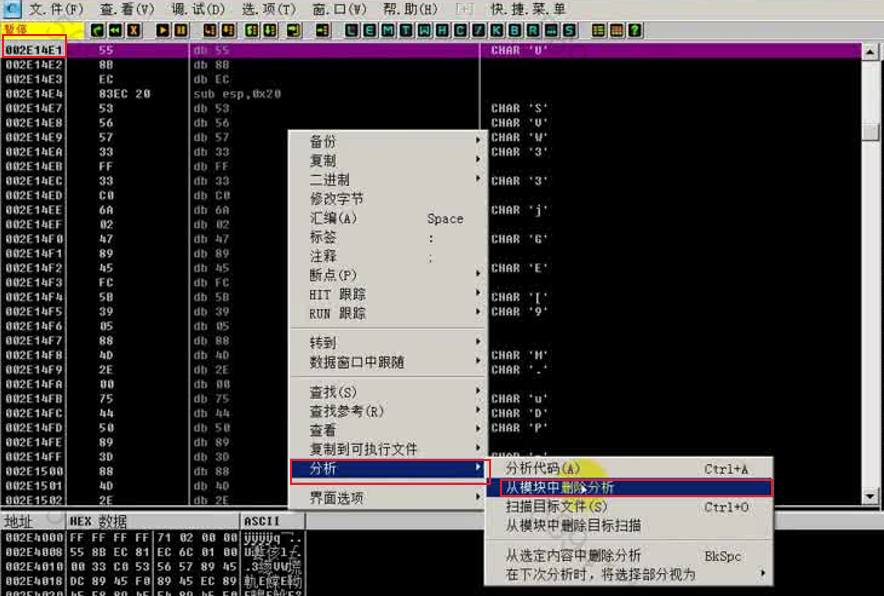 C 文.件(F) 查.看(V) 调.试(D) 选.项(T) 窗.口(W) 帮.助(H) [+] 快.捷.菜.单
暂停 L E M T W H C / K B R ... S ?
002E14E1 55 db 55 CHAR 'U'
002E14E2 8B db 8B
002E14E3 EC db EC
002E14E4 83EC 20 sub esp,0x20
002E14E7 53 db 53 CHAR 'S'
002E14E8 56 db 56 CHAR 'V'
002E14E9 57 db 57 CHAR 'W'
002E14EA 33 db 33 CHAR '3'
002E14EB FF db FF
002E14EC 33 db 33 CHAR '3'
002E14ED C0 db C0
002E14EE 6A db 6A CHAR 'j'
002E14EF 02 db 02
002E14F0 47 db 47 CHAR 'G'
002E14F1 89 db 89
002E14F2 45 db 45 CHAR 'E'
002E14F3 FC db FC
002E14F4 5B db 5B CHAR '['
002E14F5 39 db 39 CHAR '9'
002E14F6 05 db 05
002E14F7 88 db 88
002E14F8 4D db 4D CHAR 'M'
002E14F9 2E db 2E CHAR '.'
002E14FA 00 db 00
002E14FB 75 db 75 CHAR 'u'
002E14FC 44 db 44 CHAR 'D'
002E14FD 50 db 50 CHAR 'P'
002E14FE 89 db 89
002E14FF 3D db 3D
002E1500 88 db 88
002E1501 4D db 4D
002E1502 2E db 2E
备份
复制
二进制
修改字节
汇编(A) Space
标签 :
注释 ;
断点(P)
HIT 跟踪
RUN 跟踪
转到
数据窗口中跟随
查找(S)
查找参考(R)
查看
复制到可执行文件
分析
界面选项
分析代码(A) Ctrl+A
从模块中删除分析
扫描目标文件(S) Ctrl+O
从模块中删除目标扫描
从选定内容中删除分析 BkSpc
在下次分析时，将选择部分视为
地址 HEX 数据 ASCII
002E4000 FF FF FF FF 71 02 00 00 ÿÿÿÿq
002E4008 55 8B EC 81 EC 6C 01 00
002E4010 00 33 C0 53 56 57 89 45
002E4018 DC 89 45 F0 89 45 EC 89